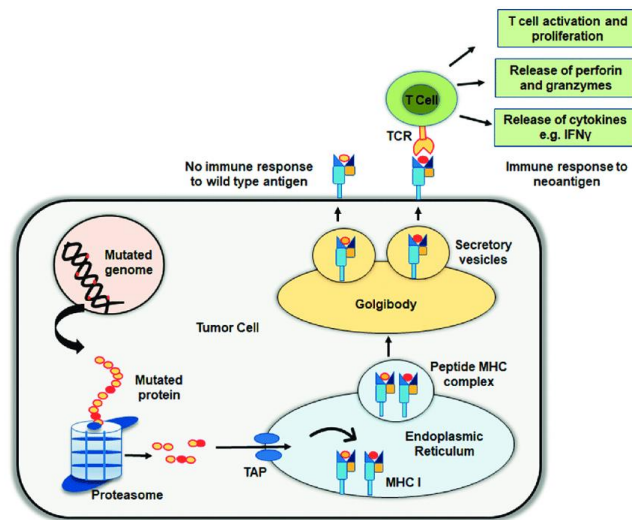 T cell activation and
proliferation
Release of perforin
and granzymes
Release of cytokines
e.g. IFNγ
T Cell
TCR
No immune response
to wild type antigen
Immune response to
neoantigen
Mutated
genome
Secretory
vesicles
Golgibody
Tumor Cell
Mutated
protein
Peptide MHC
complex
Endoplasmic
Reticulum
TAP
MHC I
Proteasome